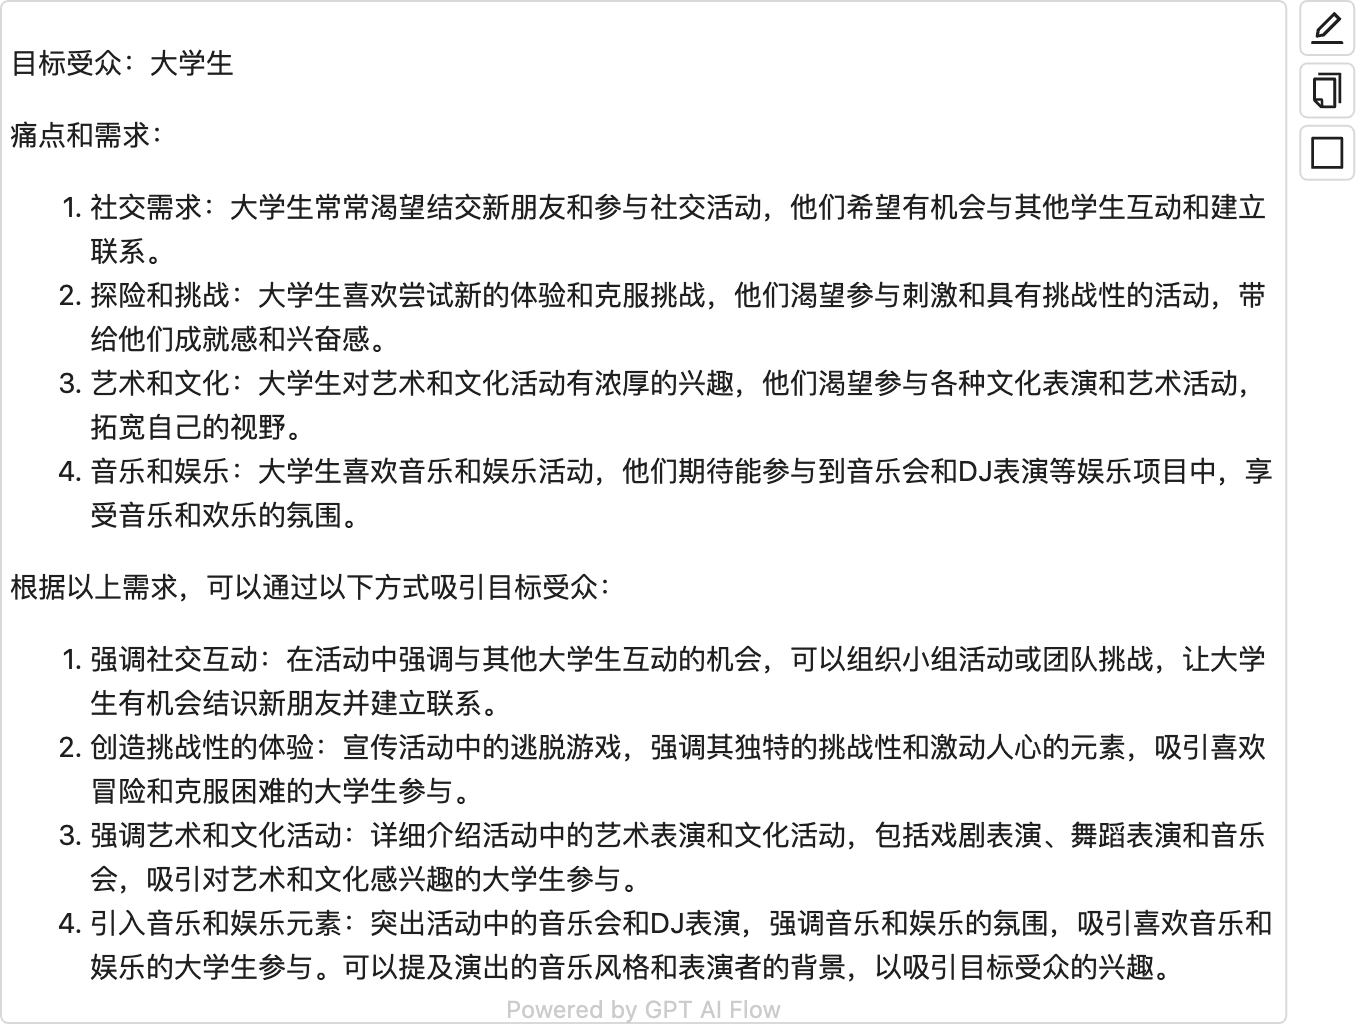 目标受众：大学生
痛点和需求：
1. 社交需求：大学生常常渴望结交新朋友和参与社交活动，他们希望有机会与其他学生互动和建立
联系。
2. 探险和挑战：大学生喜欢尝试新的体验和克服挑战，他们渴望参与刺激和具有挑战性的活动，带
给他们成就感和兴奋感。
3. 艺术和文化：大学生对艺术和文化活动有浓厚的兴趣，他们渴望参与各种文化表演和艺术活动，
拓宽自己的视野。
4. 音乐和娱乐：大学生喜欢音乐和娱乐活动，他们期待能参与到音乐会和DJ表演等娱乐项目中，享
受音乐和欢乐的氛围。
根据以上需求，可以通过以下方式吸引目标受众：
1. 强调社交互动：在活动中强调与其他大学生互动的机会，可以组织小组活动或团队挑战，让大学
生有机会结识新朋友并建立联系。
2. 创造挑战性的体验：宣传活动中的逃脱游戏，强调其独特的挑战性和激动人心的元素，吸引喜欢
冒险和克服困难的大学生参与。
3. 强调艺术和文化活动：详细介绍活动中的艺术表演和文化活动，包括戏剧表演、舞蹈表演和音乐
会，吸引对艺术和文化感兴趣的大学生参与。
4. 引入音乐和娱乐元素：突出活动中的音乐会和DJ表演，强调音乐和娱乐的氛围，吸引喜欢音乐和
娱乐的大学生参与。可以提及演出的音乐风格和表演者的背景，以吸引目标受众的兴趣。
Powered by GPT AI Flow